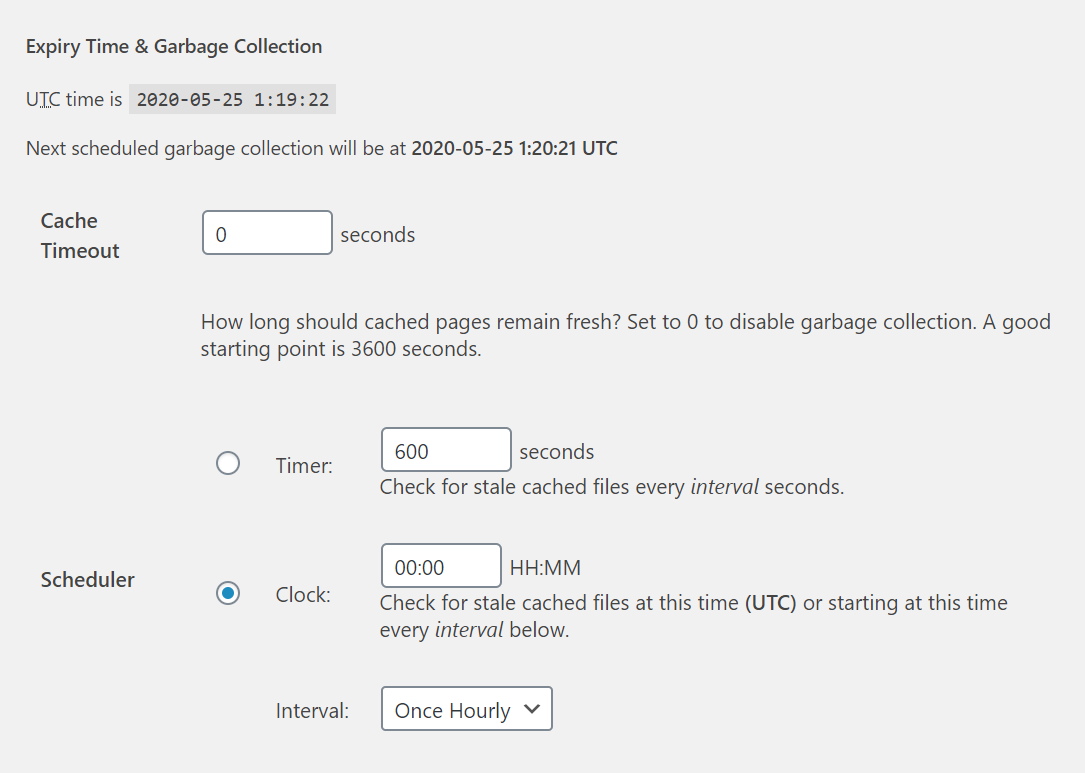 Expiry Time & Garbage Collection
UTC time is 2020-05-25 1:19:22
Next scheduled garbage collection will be at 2020-05-25 1:20:21 UTC
Cache
Timeout
0 seconds
How long should cached pages remain fresh? Set to 0 to disable garbage collection. A good
starting point is 3600 seconds.
Timer: 600 seconds
Check for stale cached files every interval seconds.
Scheduler
Clock: 00:00 HH:MM
Check for stale cached files at this time (UTC) or starting at this time
every interval below.
Interval: Once Hourly